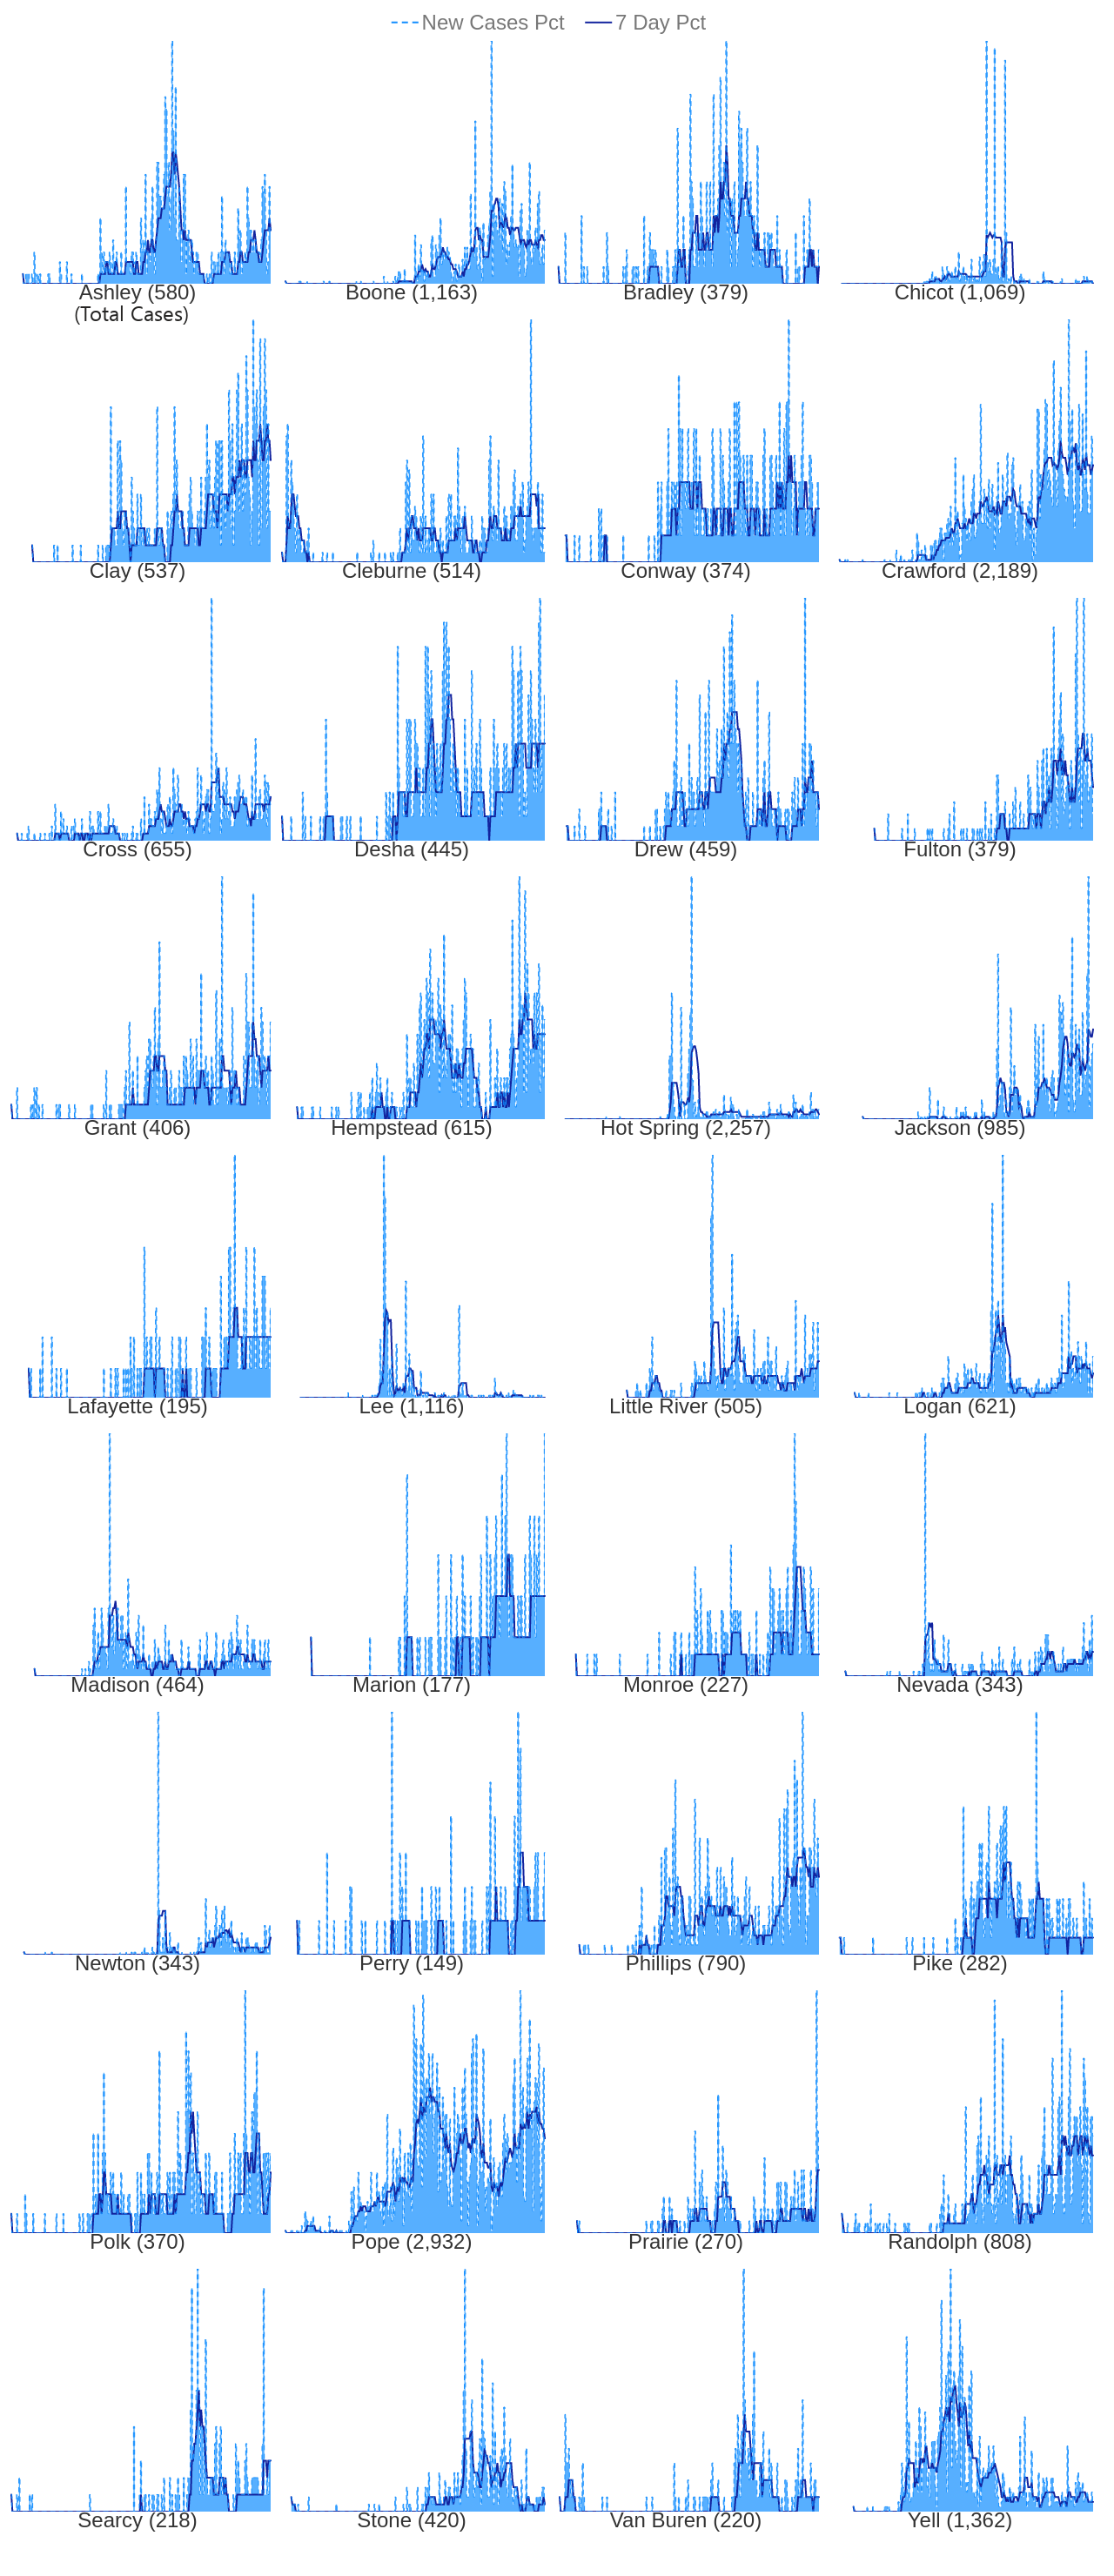 New Cases Pct 7 Day Pct
Ashley (580) Boone (1,163) Bradley (379) Chicot (1,069)
(Total Cases)
Clay (537) Cleburne (514) Conway (374) Crawford (2,189)
Cross (655) Desha (445) Drew (459) Fulton (379)
Grant (406) Hempstead (615) Hot Spring (2,257) Jackson (985)
Lafayette (195) Lee (1,116) Little River (505) Logan (621)
Madison (464) Marion (177) Monroe (227) Nevada (343)
Newton (343) Perry (149) Phillips (790) Pike (282)
Polk (370) Pope (2,932) Prairie (270) Randolph (808)
Searcy (218) Stone (420) Van Buren (220) Yell (1,362)